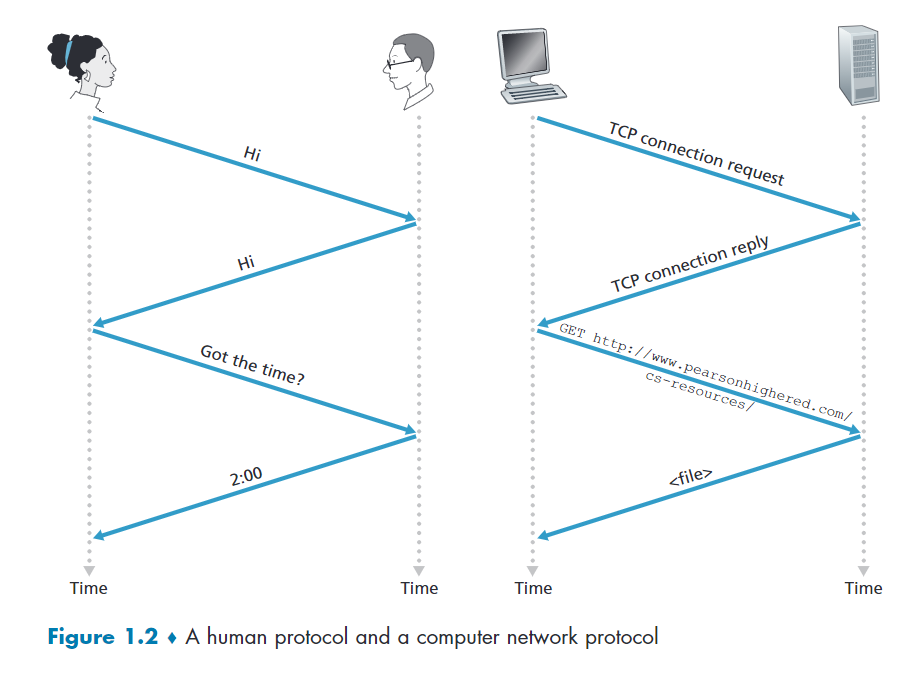 Hi
Hi
Got the time?
2:00
Time
Time
TCP connection request
TCP connection reply
GET http://www.pearsonhighered.com/
cs-resources/
<file>
Time
Time
Figure 1.2 ♦ A human protocol and a computer network protocol